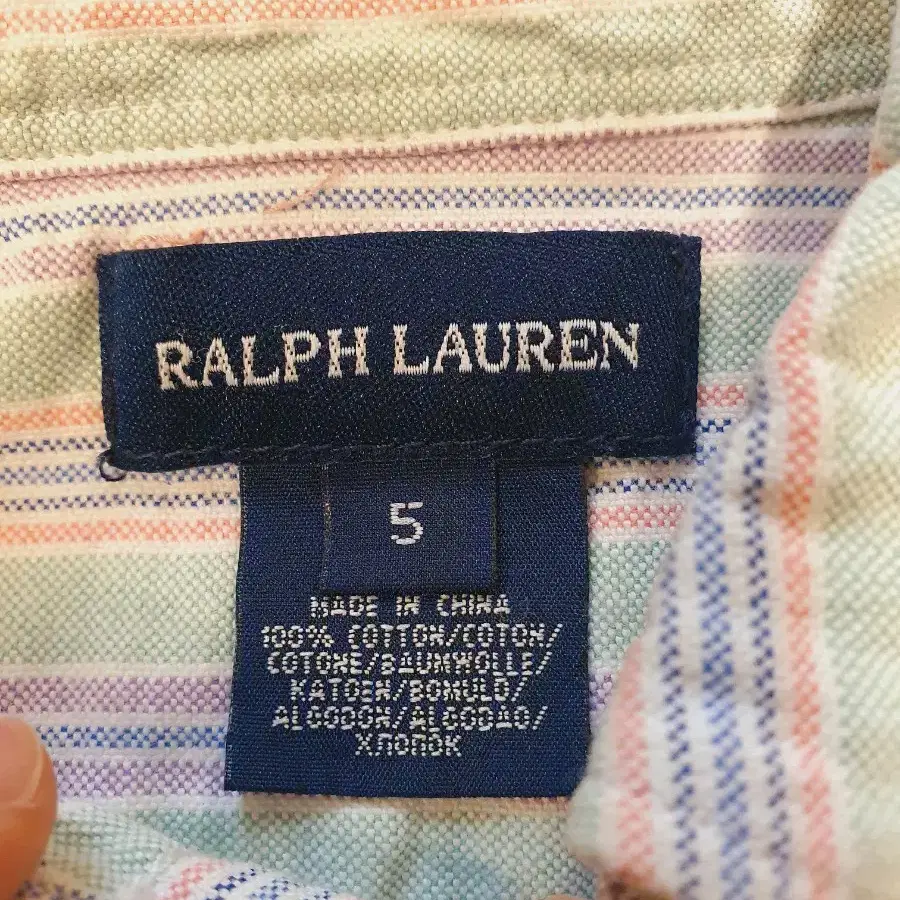 RALPH LAUREN
5
MADE IN CHINA
100% COTTON/COTON/
COTONE/BAUMWOLLE/
KATOEN/BOMULD/
ALGODON/ALGODAO/
ХЛОПОК